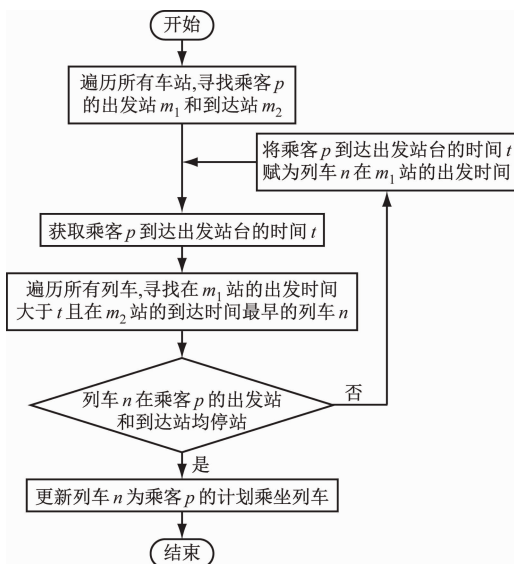 开始
遍历所有车站,寻找乘客p
的出发站m₁和到达站m₂
将乘客p到达出发站台的时间t
赋为列车n在m₁站的出发时间
获取乘客p到达出发站台的时间t
遍历所有列车,寻找在m₁站的出发时间
大于t且在m₂站的到达时间最早的列车n
列车n在乘客p的出发站
和到达站均停站
否
是
更新列车n为乘客p的计划乘坐列车
结束